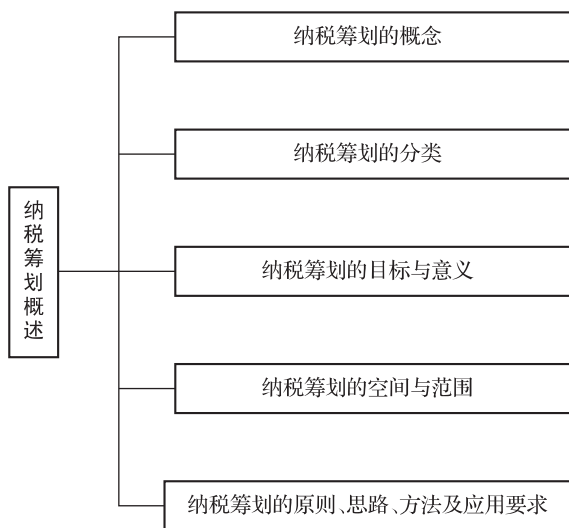 纳税筹划概述
纳税筹划的概念
纳税筹划的分类
纳税筹划的目标与意义
纳税筹划的空间与范围
纳税筹划的原则、思路、方法及应用要求